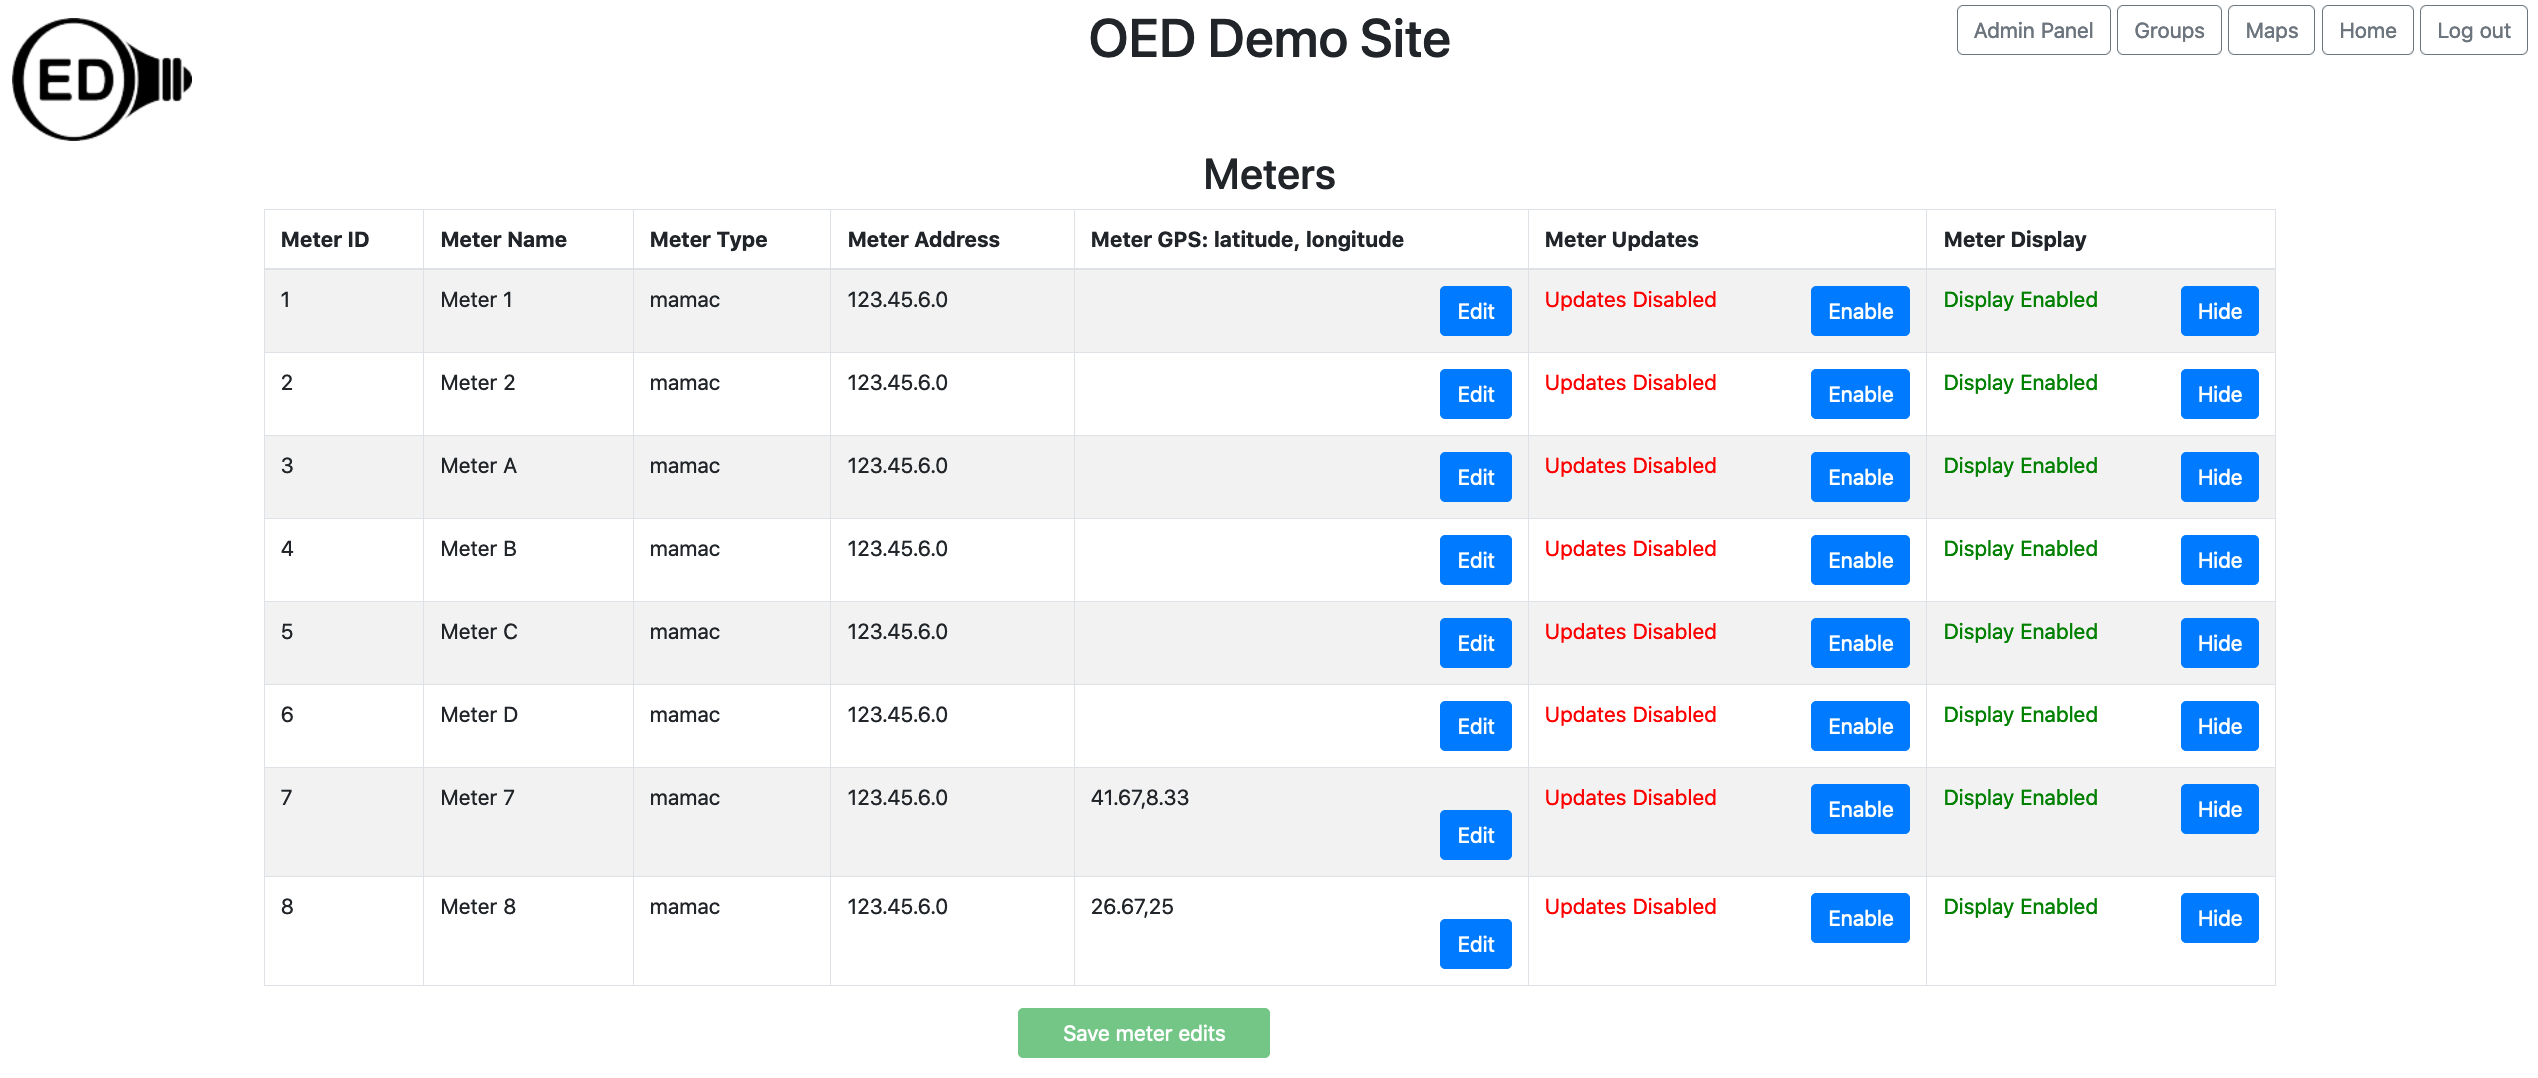 ED
OED Demo Site
Admin Panel Groups Maps Home Log out
Meters
Meter ID Meter Name Meter Type Meter Address Meter GPS: latitude, longitude Meter Updates Meter Display
1 Meter 1 mamac 123.45.6.0 Edit Updates Disabled Enable Display Enabled Hide
2 Meter 2 mamac 123.45.6.0 Edit Updates Disabled Enable Display Enabled Hide
3 Meter A mamac 123.45.6.0 Edit Updates Disabled Enable Display Enabled Hide
4 Meter B mamac 123.45.6.0 Edit Updates Disabled Enable Display Enabled Hide
5 Meter C mamac 123.45.6.0 Edit Updates Disabled Enable Display Enabled Hide
6 Meter D mamac 123.45.6.0 Edit Updates Disabled Enable Display Enabled Hide
7 Meter 7 mamac 123.45.6.0 41.67,8.33 Edit Updates Disabled Enable Display Enabled Hide
8 Meter 8 mamac 123.45.6.0 26.67,25 Edit Updates Disabled Enable Display Enabled Hide
Save meter edits